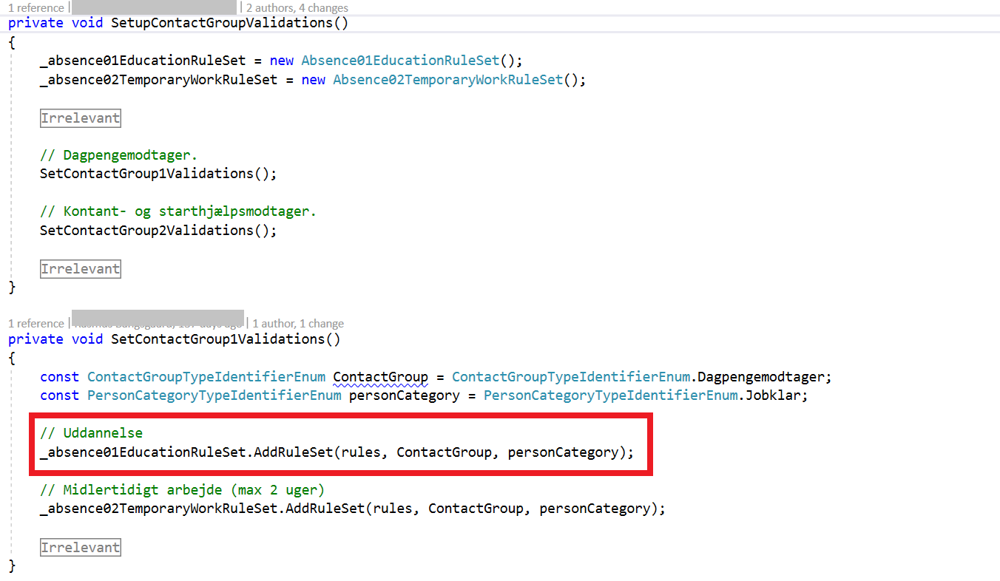 1 reference | | 2 authors, 4 changes
private void SetupContactGroupValidations()
{
_absence01EducationRuleSet = new Absence01EducationRuleSet();
_absence02TemporaryWorkRuleSet = new Absence02TemporaryWorkRuleSet();
Irrelevant
// Dagpengemodtager.
SetContactGroup1Validations();
// Kontant- og starthjælpsmodtager.
SetContactGroup2Validations();
Irrelevant
}
1 reference | | 1 author, 1 change
private void SetContactGroup1Validations()
{
const ContactGroupTypeIdentifierEnum ContactGroup = ContactGroupTypeIdentifierEnum.Dagpengemodtager;
const PersonCategoryTypeIdentifierEnum personCategory = PersonCategoryTypeIdentifierEnum.Jobklar;
// Uddannelse
_absence01EducationRuleSet.AddRuleSet(rules, ContactGroup, personCategory);
// Midlertidigt arbejde (max 2 uger)
_absence02TemporaryWorkRuleSet.AddRuleSet(rules, ContactGroup, personCategory);
Irrelevant
}